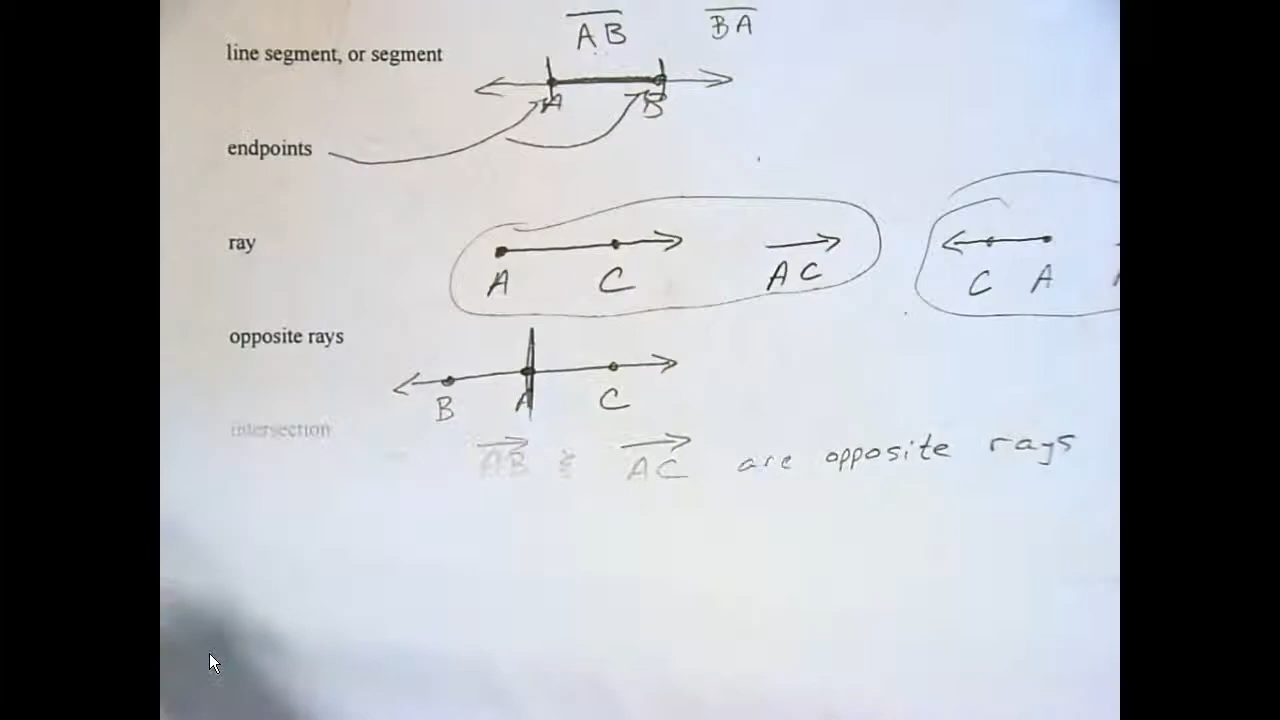 AB BA
line segment, or segment
A B
endpoints
ray
A C AC C A
opposite rays
B A C
intersection
AB & AC are opposite rays